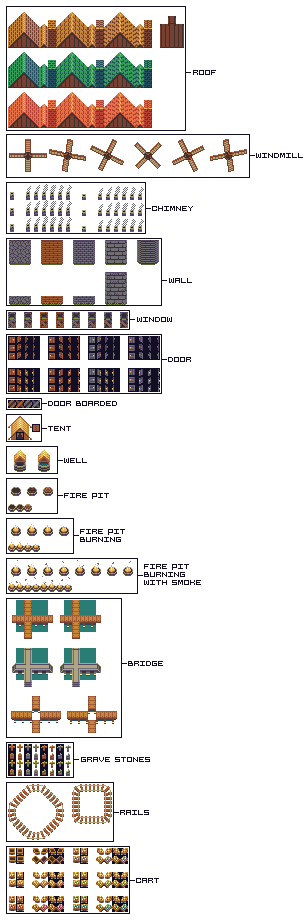 ROOF
WINDMILL
CHIMNEY
WALL
WINDOW
DOOR
DOOR BOARDED
TENT
WELL
FIRE PIT
FIRE PIT
BURNING
FIRE PIT
BURNING
WITH SMOKE
BRIDGE
GRAVE STONES
RAILS
CART